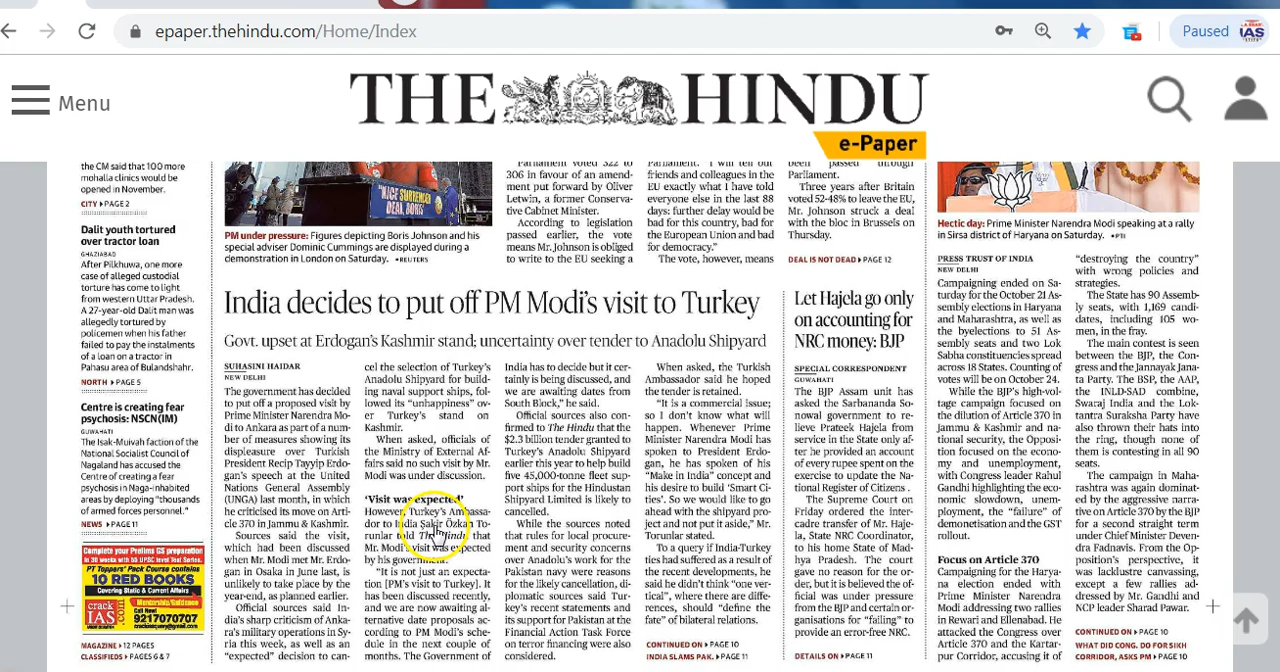 epaper.thehindu.com/Home/Index
Paused
IAS
Menu
THE HINDU
e-Paper
the CM said that 100 more
mohalla clinics would be
opened in November.
CITY ▸ PAGE 2
Dalit youth tortured
over tractor loan
GHAZIABAD
After Pilkhuwa, one more
case of alleged custodial
torture has come to light
from western Uttar Pradesh.
A 27-year-old Dalit man was
allegedly tortured by
policemen when his father
failed to pay the instalments
of a loan on a tractor in
Pahasu area of Bulandshahr.
NORTH ▸ PAGE 5
Centre is creating fear
psychosis: NSCN(IM)
GUWAHATI
The Isak-Muivah faction of the
National Socialist Council of
Nagaland has accused the
Centre of creating a fear
psychosis in Naga-inhabited
areas by deploying "thousands
of armed forces personnel."
NEWS ▸ PAGE 11
Complete your Prelims GS preparation
in 30 weeks with 55 UPSC level Test Series
PT Toppers' Pack Course contains
10 RED BOOKS
Covering Static & Current Affairs
crack
IAS
.com
Mentorship/Guidance
Call Now!
9217070707
crackiasquery@gmail.com
MAGAZINE ▸ 12 PAGES
CLASSIFIEDS ▸ PAGES 6 & 7
NICE SURRENDER
DEAL BORIS
PM under pressure: Figures depicting Boris Johnson and his
special adviser Dominic Cummings are displayed during a
demonstration in London on Saturday. • REUTERS
Parliament voted 322 to
306 in favour of an amend-
ment put forward by Oliver
Letwin, a former Conserva-
tive Cabinet Minister.
According to legislation
passed earlier, the vote
means Mr. Johnson is obliged
to write to the EU seeking a
Parliament. "I will tell our
friends and colleagues in the
EU exactly what I have told
everyone else in the last 88
days: further delay would be
bad for this country, bad for
the European Union and bad
for democracy."
The vote, however, means
been passed through
Parliament.
Three years after Britain
voted 52-48% to leave the EU,
Mr. Johnson struck a deal
with the bloc in Brussels on
Thursday.
DEAL IS NOT DEAD ▸ PAGE 12
India decides to put off PM Modi's visit to Turkey
Govt. upset at Erdogan's Kashmir stand; uncertainty over tender to Anadolu Shipyard
SUHASINI HAIDAR
NEW DELHI
The government has decided
to put off a proposed visit by
Prime Minister Narendra Mo-
di to Ankara as part of a num-
ber of measures showing its
displeasure over Turkish
President Recip Tayyip Erdo-
gan's speech at the United
Nations General Assembly
(UNGA) last month, in which
he criticised its move on Arti-
cle 370 in Jammu & Kashmir.
Sources said the visit,
which had been discussed
when Mr. Modi met Mr. Erdo-
gan in Osaka in June last, is
unlikely to take place by the
year-end, as planned earlier.
Official sources said In-
dia's sharp criticism of Anka-
ra's military operations in Sy-
ria this week, as well as an
"expected" decision to can-
cel the selection of Turkey's
Anadolu Shipyard for build-
ing naval support ships, fol-
lowed its "unhappiness" ov-
er Turkey's stand on
Kashmir.
When asked, officials of
the Ministry of External Af-
fairs said no such visit by Mr.
Modi was under discussion.
'Visit was expected'
However, Turkey's Ambassa-
dor to India Şakir Özkan To-
runlar told The Hindu that
Mr. Modi's visit was expected
by his government.
"It is not just an expecta-
tion [PM's visit to Turkey]. It
has been discussed recently,
and we are now awaiting al-
ternative date proposals ac-
cording to PM Modi's sche-
dule in the next couple of
months. The Government of
India has to decide but it cer-
tainly is being discussed, and
we are awaiting dates from
South Block," he said.
Official sources also con-
firmed to The Hindu that the
$2.3 billion tender granted to
Turkey's Anadolu Shipyard
earlier this year to help build
five 45,000-tonne fleet sup-
port ships for the Hindustan
Shipyard Limited is likely to
cancelled.
While the sources noted
that rules for local procure-
ment and security concerns
over Anadolu's work for the
Pakistan navy were reasons
for the likely cancellation, di-
plomatic sources said Tur-
key's recent statements and
its support for Pakistan at the
Financial Action Task Force
on terror financing were also
considered.
When asked, the Turkish
Ambassador said he hoped
the tender is retained.
"It is a commercial issue;
so I don't know what will
happen. Whenever Prime
Minister Narendra Modi has
spoken to President Erdo-
gan, he has spoken of his
"Make in India" concept and
his desire to build 'Smart Ci-
ties'. So we would like to go
ahead with the shipyard pro-
ject and not put it aside," Mr.
Torunlar stated.
To a query if India-Turkey
ties had suffered as a result of
the recent developments, he
said he didn't think "one ver-
tical", where there are diffe-
rences, should "define the
fate" of bilateral relations.
CONTINUED ON ▸ PAGE 10
INDIA SLAMS PAK. ▸ PAGE 11
Let Hajela go only
on accounting for
NRC money: BJP
SPECIAL CORRESPONDENT
GUWAHATI
The BJP Assam unit has
asked the Sarbananda So-
nowal government to re-
lieve Prateek Hajela from
service in the State only af-
ter he provided an account
of every rupee spent on the
exercise to update the Na-
tional Register of Citizens .
The Supreme Court on
Friday ordered the inter-
cadre transfer of Mr. Haje-
la, State NRC Coordinator,
to his home State of Mad-
hya Pradesh. The court
gave no reason for the or-
der, but it is believed the of-
ficial was under pressure
from the BJP and certain or-
ganisations for "failing" to
provide an error-free NRC.
DETAILS ON ▸ PAGE 11
Hectic day: Prime Minister Narendra Modi speaking at a rally
in Sirsa district of Haryana on Saturday. • PTI
PRESS TRUST OF INDIA
NEW DELHI
Campaigning ended on Sa-
turday for the October 21 As-
sembly elections in Haryana
and Maharashtra, as well as
the byelections to 51 As-
sembly seats and two Lok
Sabha constituencies spread
across 18 States. Counting of
votes will be on October 24.
While the BJP's high-vol-
tage campaign focused on
the dilution of Article 370 in
Jammu & Kashmir and na-
tional security, the Opposi-
tion focused on the economy
and unemployment,
with Congress leader Rahul
Gandhi highlighting the eco-
nomic slowdown, unem-
ployment, the "failure" of
demonetisation and the GST
rollout.
Focus on Article 370
Campaigning for the Harya-
na election ended with
Prime Minister Narendra
Modi addressing two rallies
in Rewari and Ellenabad. He
attacked the Congress over
Article 370 and the Kartar-
pur Corridor, accusing it of
"destroying the country"
with wrong policies and
strategies.
The State has 90 Assemb-
ly seats, with 1,169 candi-
dates, including 105 wo-
men, in the fray.
The main contest is seen
between the BJP, the Con-
gress and the Jannayak Jana-
ta Party. The BSP, the AAP,
the INLD-SAD combine,
Swaraj India and the Lok-
tantra Suraksha Party have
also thrown their hats into
the ring, though none of
them is contesting in all 90
seats.
The campaign in Maha-
rashtra was again dominat-
ed by the aggressive narra-
tive on Article 370 by the BJP
for a second straight term
under Chief Minister Deven-
dra Fadnavis. From the Op-
position's perspective, it
was lacklustre canvassing,
except a few rallies ad-
dressed by Mr. Gandhi and
NCP leader Sharad Pawar.
CONTINUED ON ▸ PAGE 10
WHAT DID CONG. DO FOR SIKH
CORRIDOR, ASKS PM ▸ PAGE 10